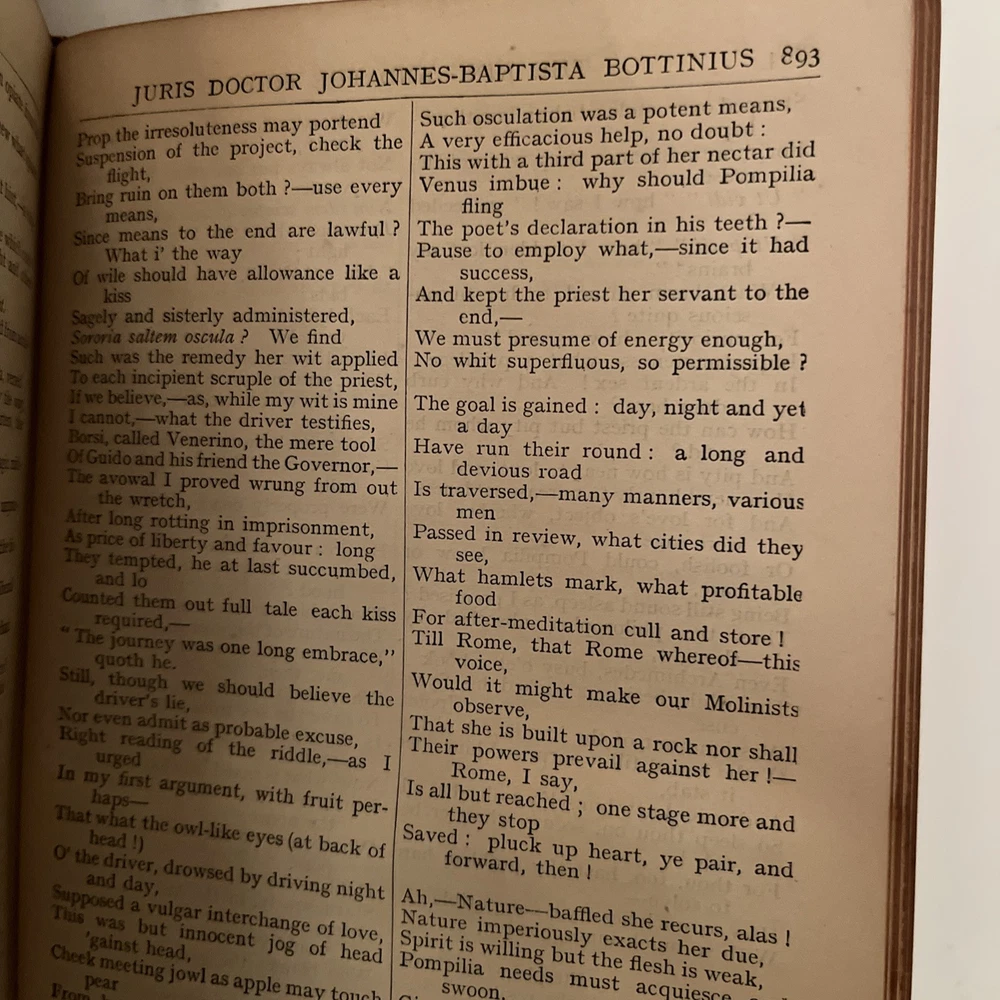 JURIS DOCTOR JOHANNES-BAPTISTA BOTTINIUS 893
Prop the irresoluteness may portend
Suspension of the project, check the
flight,
Bring ruin on them both ?—use every
means,
Since means to the end are lawful ?
What i' the way
Of wile should have allowance like a
kiss
Sagely and sisterly administered,
Sororia saltem oscula ? We find
Such was the remedy her wit applied
To each incipient scruple of the priest,
If we believe,—as, while my wit is mine
I cannot,—what the driver testifies,
Borsi, called Venerino, the mere tool
Of Guido and his friend the Governor,—
The avowal I proved wrung from out
the wretch,
After long rotting in imprisonment,
As price of liberty and favour : long
They tempted, he at last succumbed,
and lo
Counted them out full tale each kiss
required,—
"The journey was one long embrace,"
quoth he.
Still, though we should believe the
driver's lie,
Nor even admit as probable excuse,
Right reading of the riddle,—as I
urged
In my first argument, with fruit per-
haps—
That what the owl-like eyes (at back of
head !)
O' the driver, drowsed by driving night
and day,
Supposed a vulgar interchange of love,
This was but innocent jog of head
'gainst head,
Cheek meeting jowl as apple may touch
pear
Such osculation was a potent means,
A very efficacious help, no doubt :
This with a third part of her nectar did
Venus imbue : why should Pompilia
fling
The poet's declaration in his teeth ?—
Pause to employ what,—since it had
success,
And kept the priest her servant to the
end,—
We must presume of energy enough,
No whit superfluous, so permissible ?
The goal is gained : day, night and yet
a day
Have run their round : a long and
devious road
Is traversed,—many manners, various
men
Passed in review, what cities did they
see,
What hamlets mark, what profitable
food
For after-meditation cull and store !
Till Rome, that Rome whereof—this
voice,
Would it might make our Molinists
observe,
That she is built upon a rock nor shall
Their powers prevail against her !—
Rome, I say,
Is all but reached ; one stage more and
they stop
Saved : pluck up heart, ye pair, and
forward, then !
Ah,—Nature—baffled she recurs, alas !
Nature imperiously exacts her due,
Spirit is willing but the flesh is weak,
Pompilia needs must acquiesce
swoon,